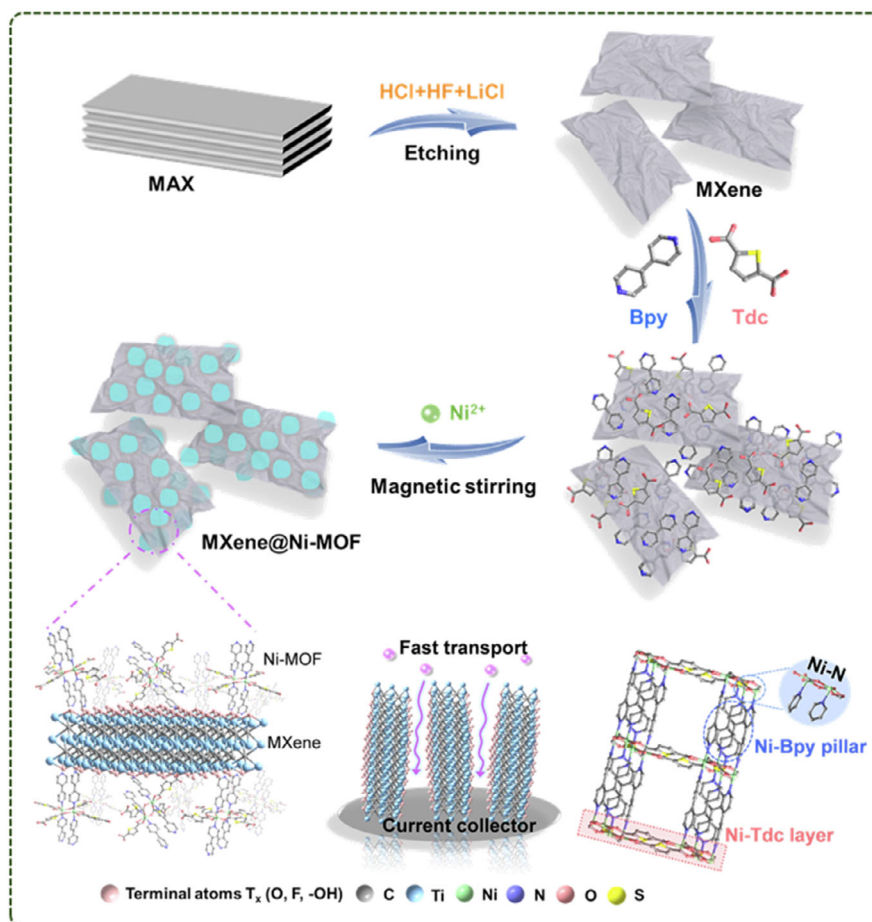 HCl+HF+LiCl
Etching
MAX
MXene
Bpy
Tdc
Ni²⁺
Magnetic stirring
MXene@Ni-MOF
Ni-MOF
MXene
Fast transport
Current collector
Ni-N
Ni-Bpy pillar
Ni-Tdc layer
Terminal atoms Tₓ (O, F, -OH) C Ti Ni N O S